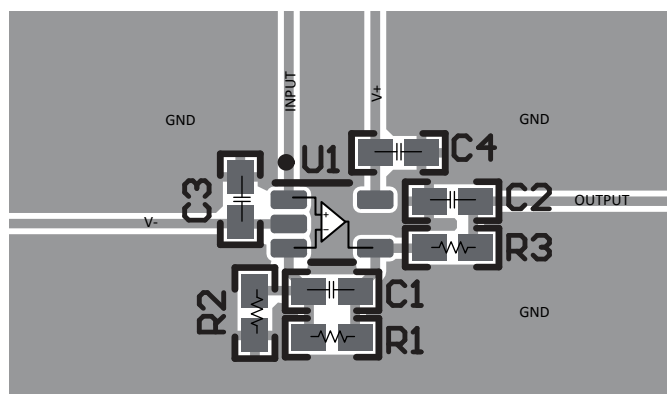 INPUT
V+
GND
GND
U1
C4
C3
C2
OUTPUT
V-
+
-
R3
R2
C1
GND
R1